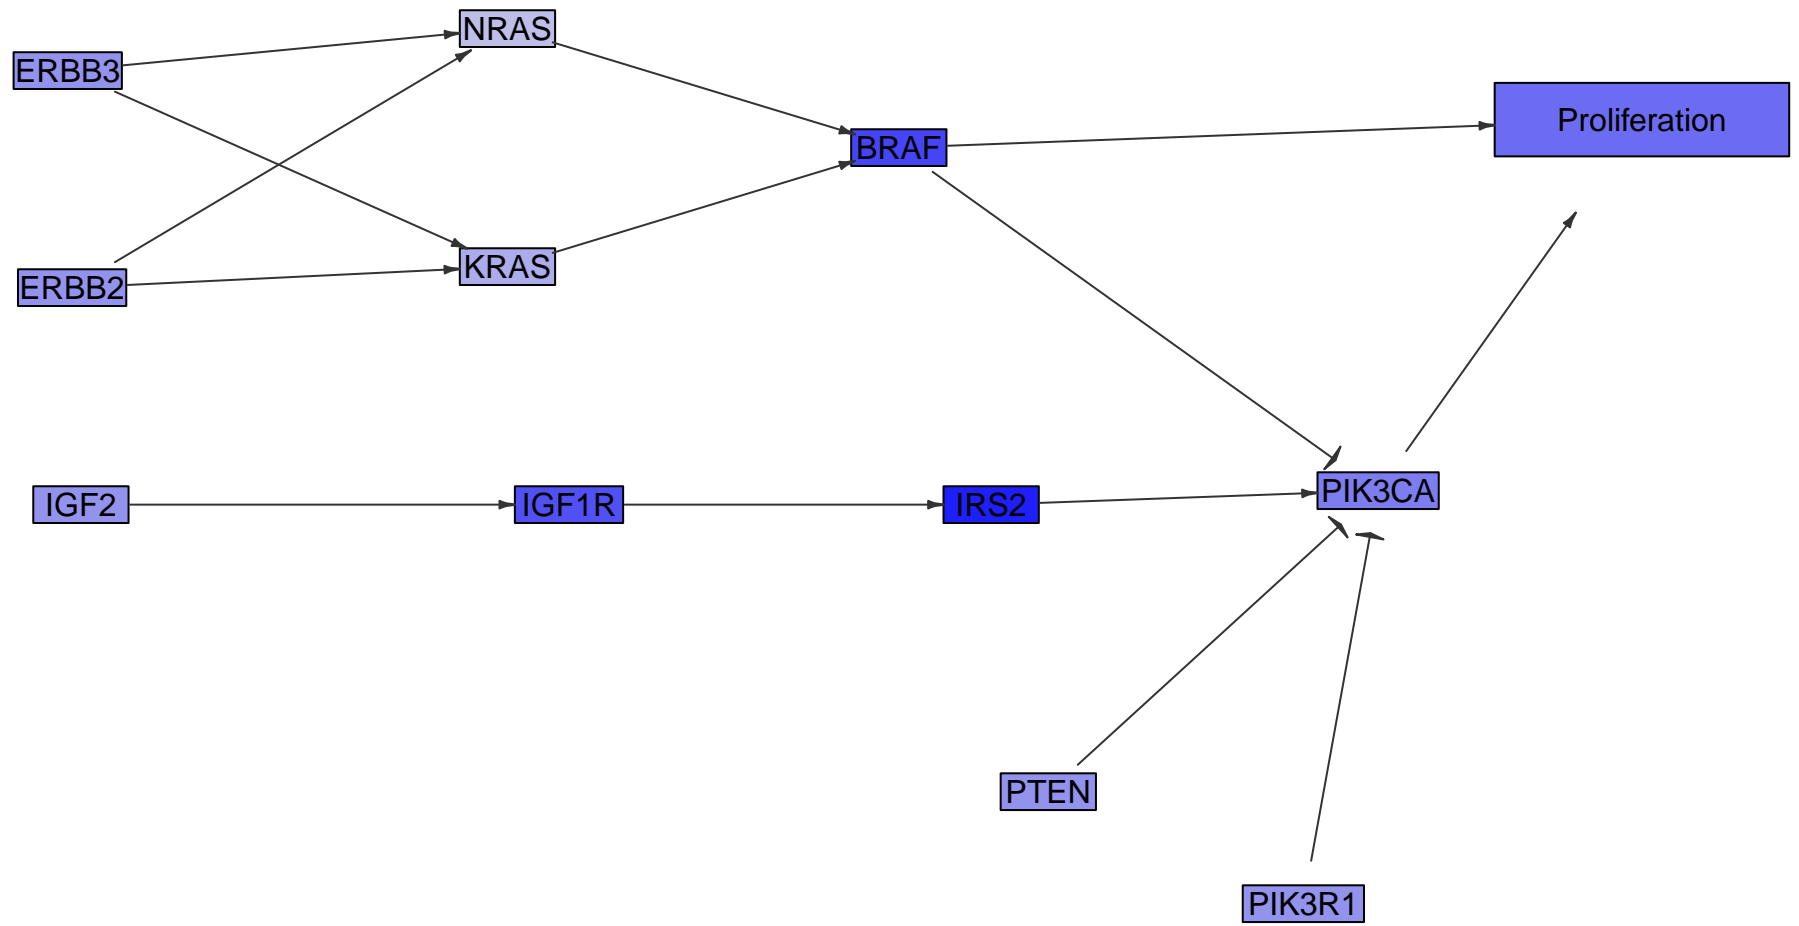 NRAS
ERBB3
Proliferation
BRAF
KRAS
ERBB2
IGF2
IGF1R
IRS2
PIK3CA
PTEN
PIK3R1